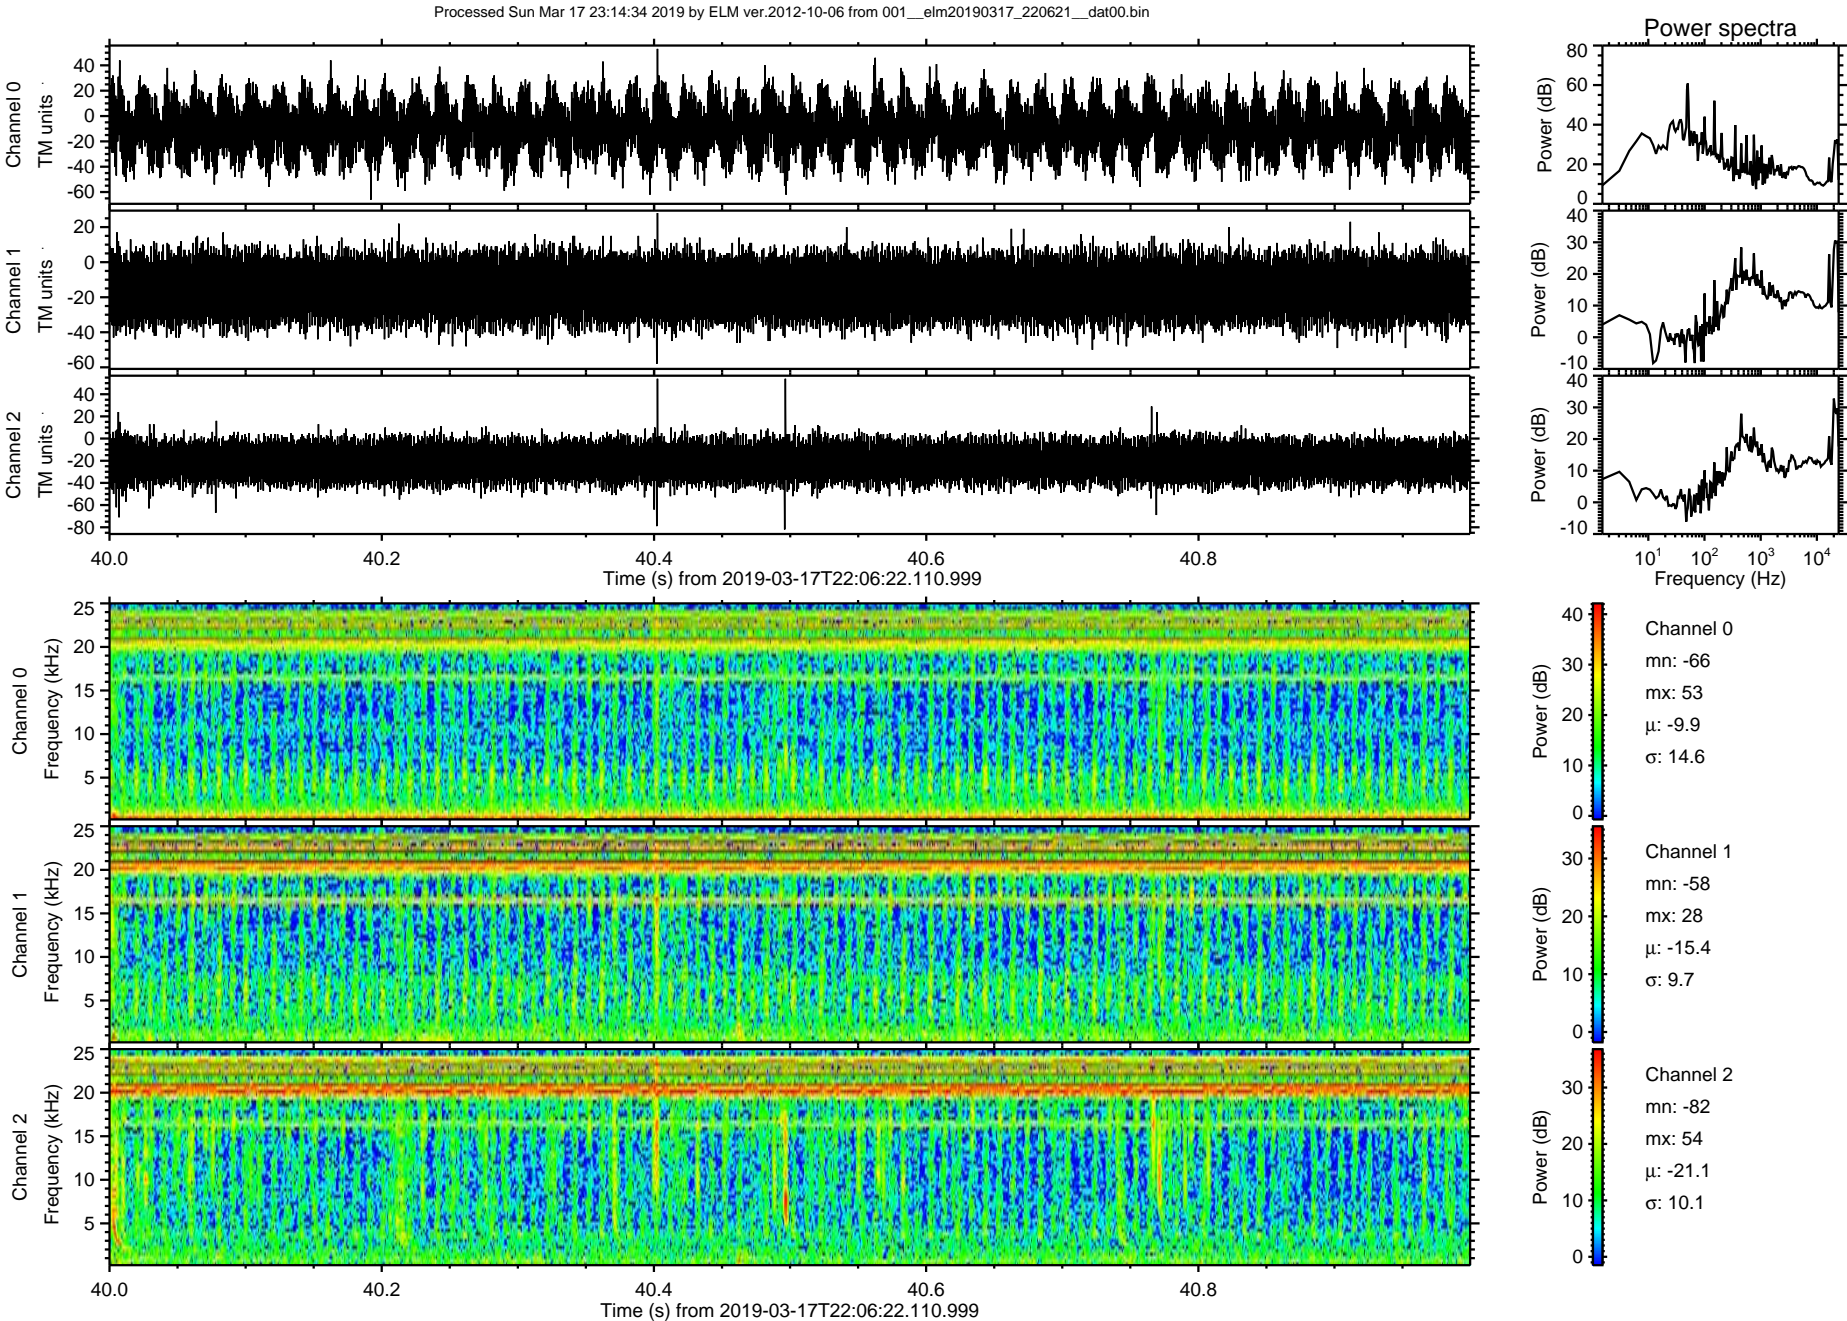 Processed Sun Mar 17 23:14:34 2019 by ELM ver.2012-10-06 from 001__elm20190317_220621__dat00.bin
Power spectra
Channel 0
TM units
40
20
0
-20
-40
-60
Power (dB)
80
60
40
20
0
Channel 1
TM units
20
0
-20
-40
-60
Power (dB)
40
30
20
10
0
-10
Channel 2
TM units
40
20
0
-20
-40
-60
-80
Power (dB)
40
30
20
10
0
-10
40.0 40.2 40.4 40.6 40.8
Time (s) from 2019-03-17T22:06:22.110.999
10^1 10^2 10^3 10^4
Frequency (Hz)
Channel 0
Frequency (kHz)
25
20
15
10
5
Power (dB)
40
30
20
10
0
Channel 0
mn: -66
mx: 53
μ: -9.9
σ: 14.6
Channel 1
Frequency (kHz)
25
20
15
10
5
Power (dB)
30
20
10
0
Channel 1
mn: -58
mx: 28
μ: -15.4
σ: 9.7
Channel 2
Frequency (kHz)
25
20
15
10
5
Power (dB)
30
20
10
0
Channel 2
mn: -82
mx: 54
μ: -21.1
σ: 10.1
40.0 40.2 40.4 40.6 40.8
Time (s) from 2019-03-17T22:06:22.110.999